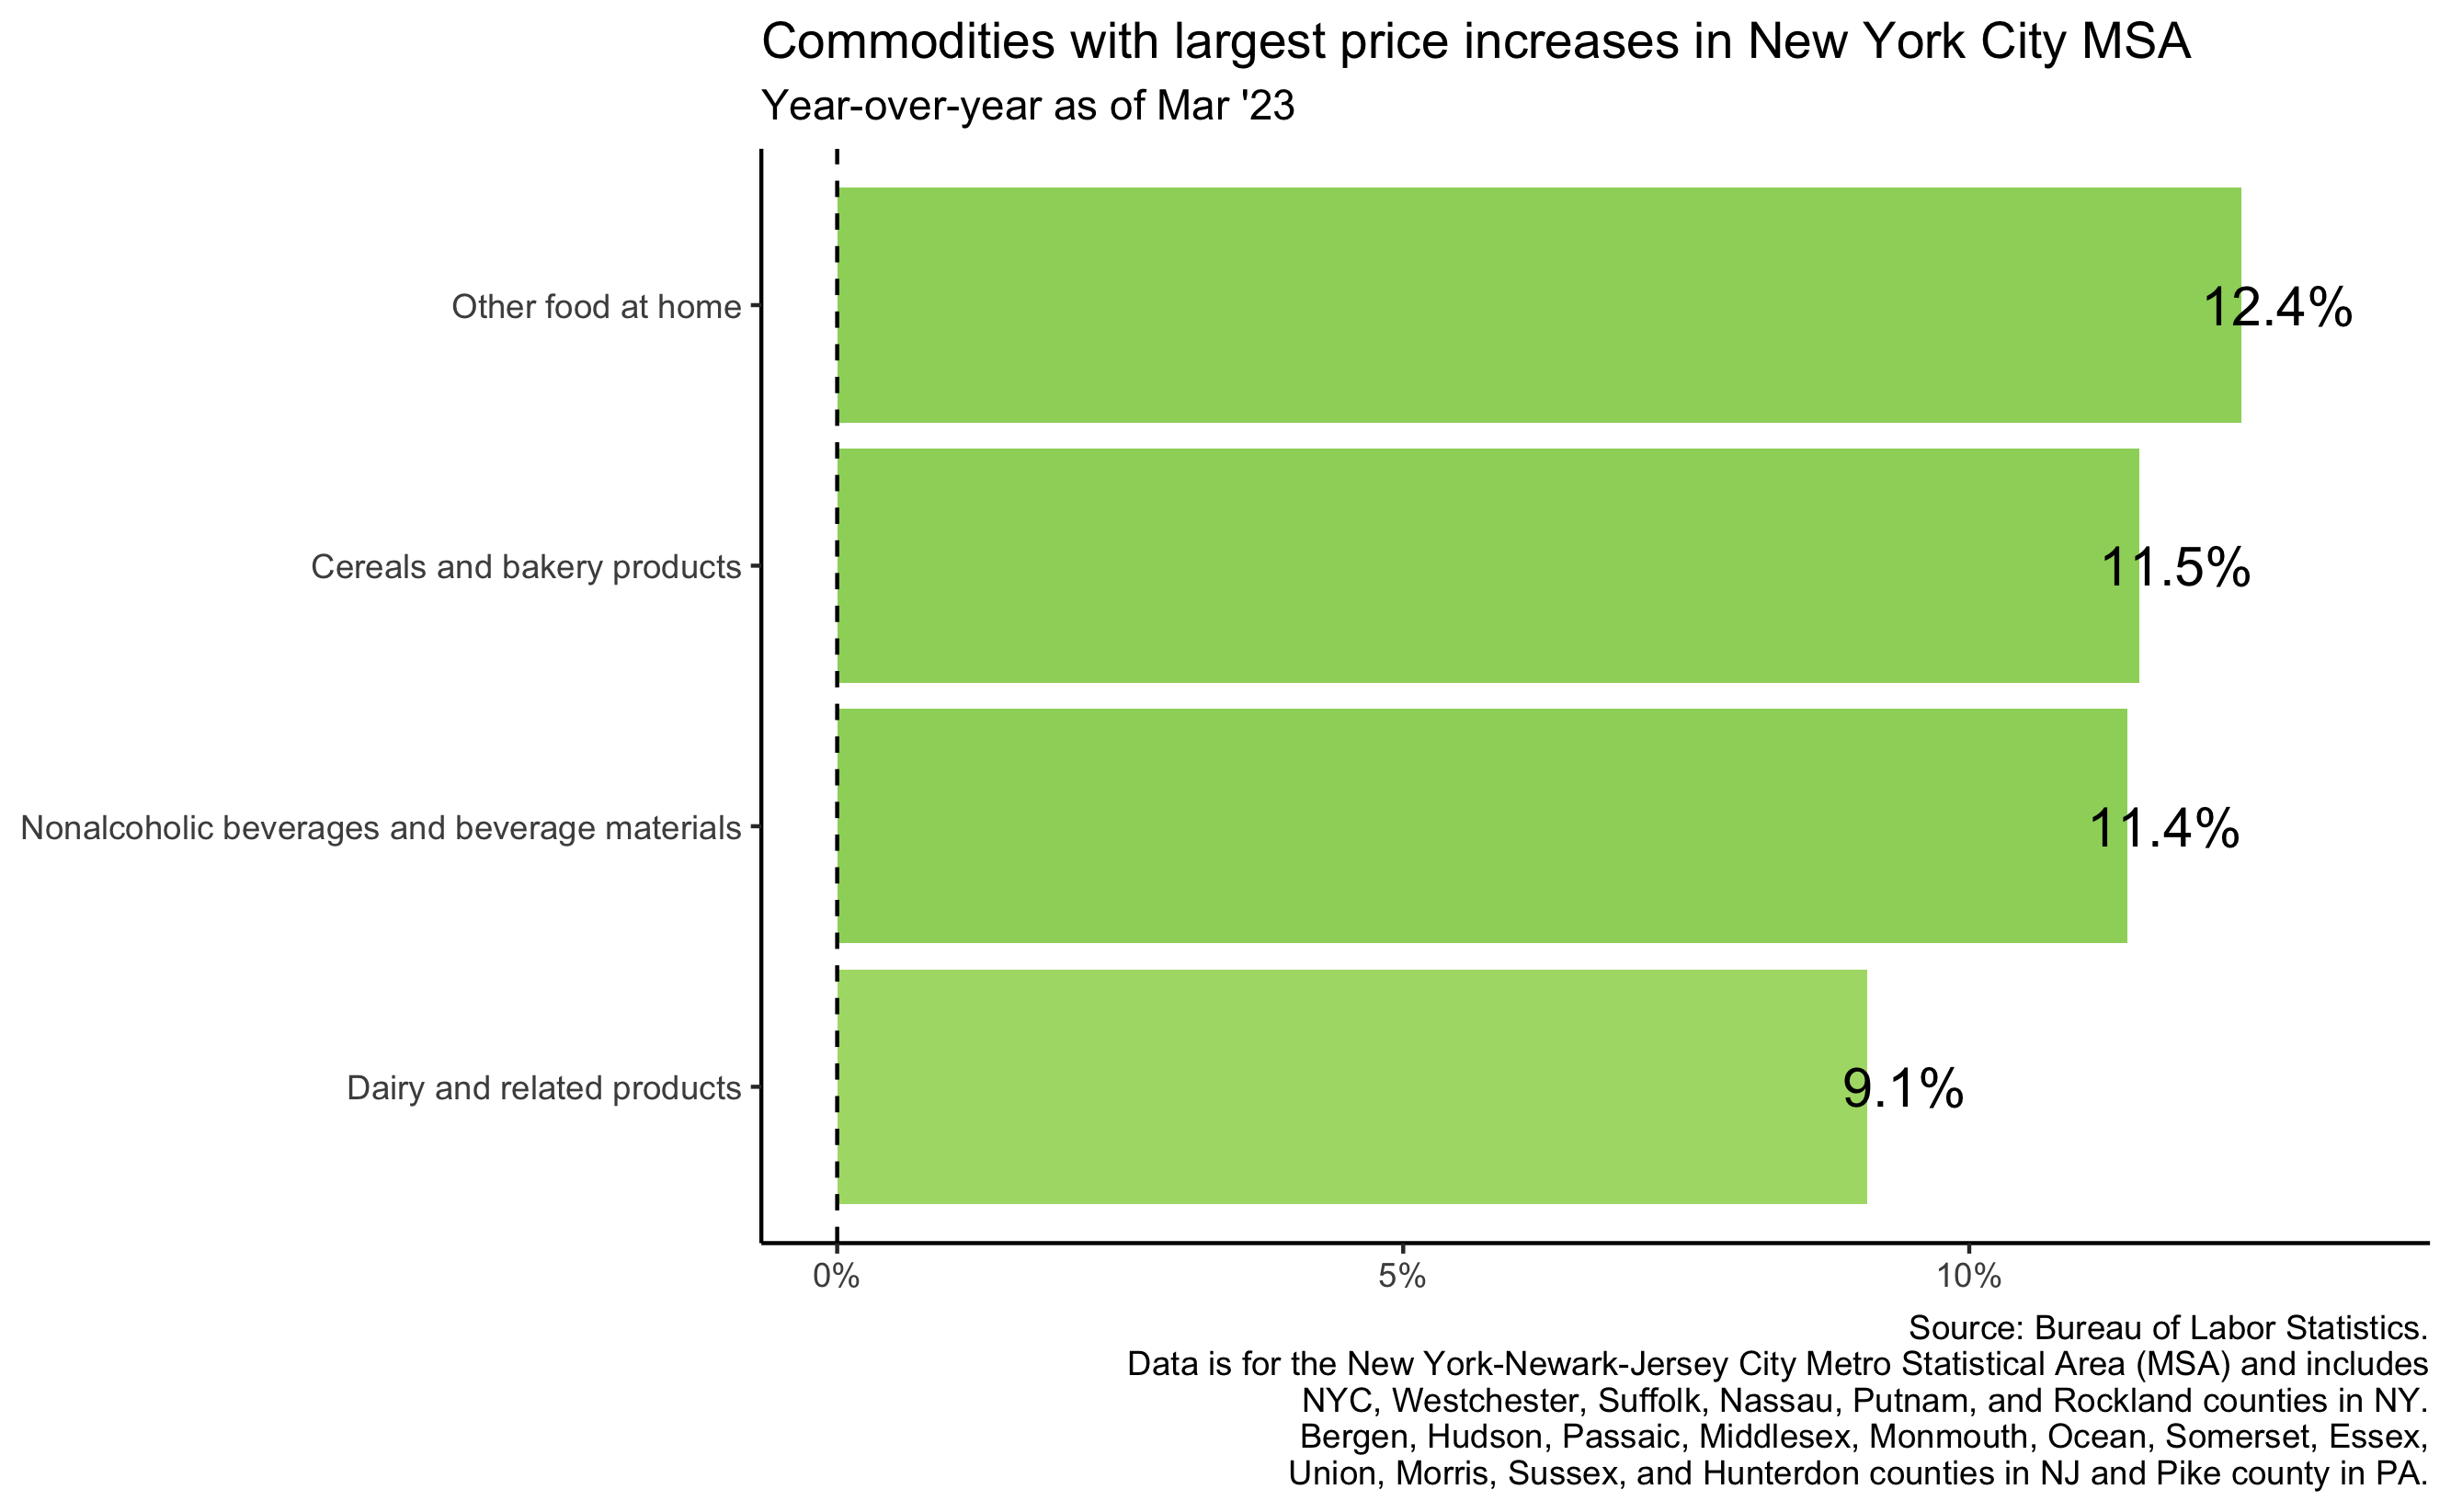 Commodities with largest price increases in New York City MSA
Year-over-year as of Mar '23
Other food at home
12.4%
Cereals and bakery products
11.5%
Nonalcoholic beverages and beverage materials
11.4%
Dairy and related products
9.1%
0%
5%
10%
Source: Bureau of Labor Statistics.
Data is for the New York-Newark-Jersey City Metro Statistical Area (MSA) and includes
NYC, Westchester, Suffolk, Nassau, Putnam, and Rockland counties in NY.
Bergen, Hudson, Passaic, Middlesex, Monmouth, Ocean, Somerset, Essex,
Union, Morris, Sussex, and Hunterdon counties in NJ and Pike county in PA.